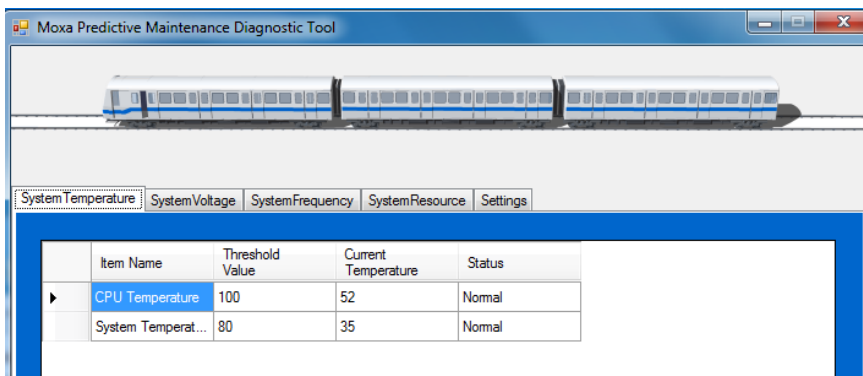 Moxa Predictive Maintenance Diagnostic Tool
SystemTemperature SystemVoltage SystemFrequency SystemResource Settings
Item Name Threshold Value Current Temperature Status
CPU Temperature 100 52 Normal
System Temperat... 80 35 Normal